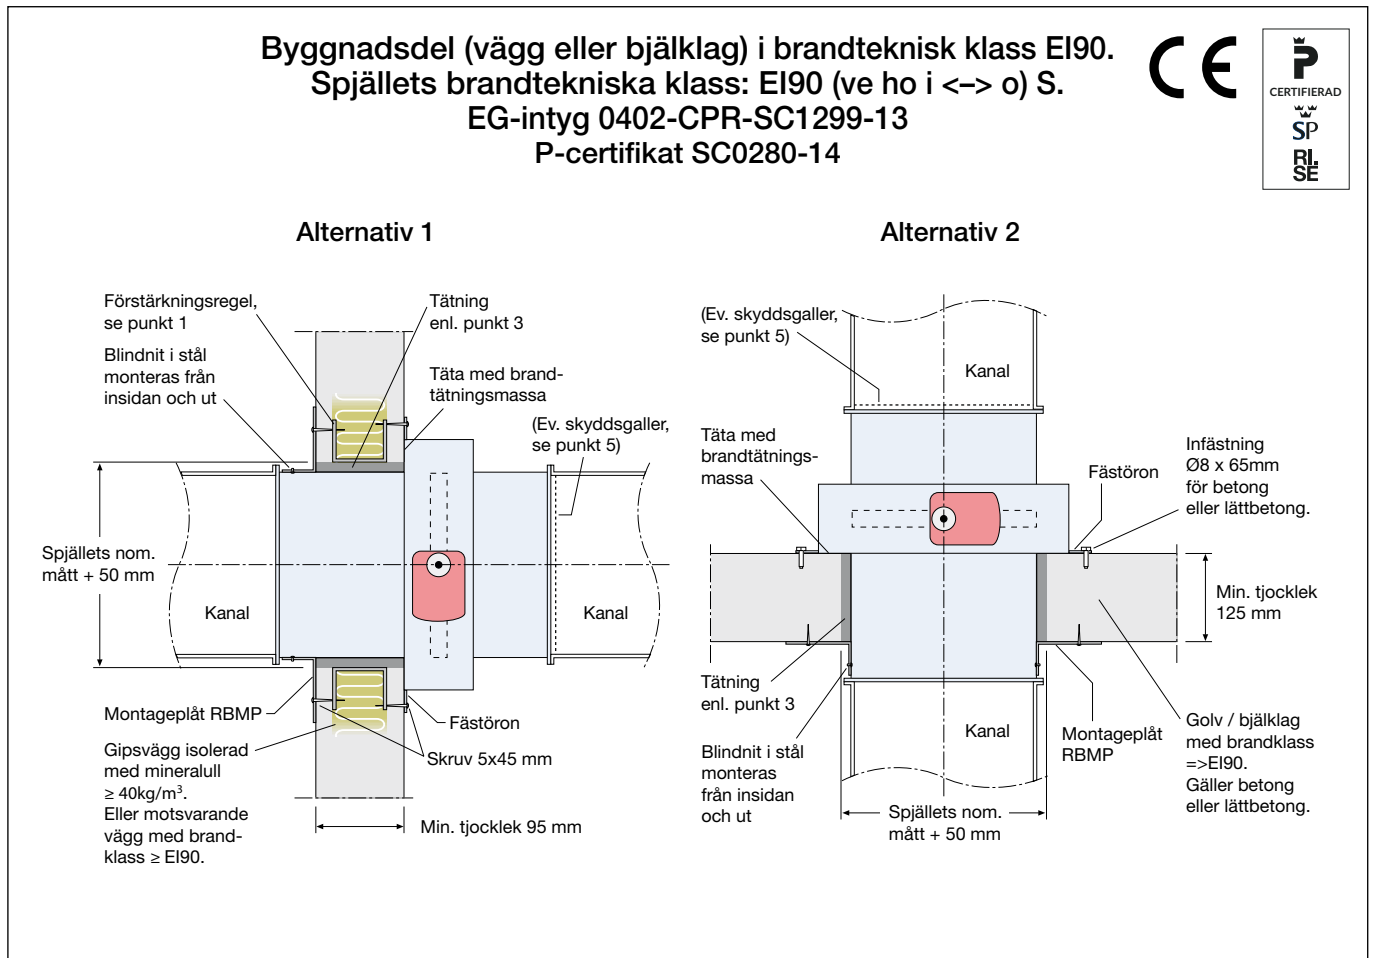 Byggnadsdel (vägg eller bjälklag) i brandteknisk klass EI90.
Spjällets brandtekniska klass: EI90 (ve ho i <–> o) S.
EG-intyg 0402-CPR-SC1299-13
P-certifikat SC0280-14
CE
P
CERTIFIERAD
SP
RI.
SE
Alternativ 1
Förstärkningsregel,
se punkt 1
Blindnit i stål
monteras från
insidan och ut
Tätning
enl. punkt 3
Täta med brand-
tätningsmassa
(Ev. skyddsgaller,
se punkt 5)
Spjällets nom.
mått + 50 mm
Kanal
Kanal
Montageplåt RBMP
Gipsvägg isolerad
med mineralull
≥ 40kg/m³.
Eller motsvarande
vägg med brand-
klass ≥ EI90.
Fästöron
Skruv 5x45 mm
Min. tjocklek 95 mm
Alternativ 2
(Ev. skyddsgaller,
se punkt 5)
Kanal
Täta med
brandtätnings-
massa
Fästöron
Infästning
Ø8 x 65mm
för betong
eller lättbetong.
Min. tjocklek
125 mm
Tätning
enl. punkt 3
Blindnit i stål
monteras
från insidan
och ut
Kanal
Montageplåt
RBMP
Golv / bjälklag
med brandklass
=>EI90.
Gäller betong
eller lättbetong.
Spjällets nom.
mått + 50 mm